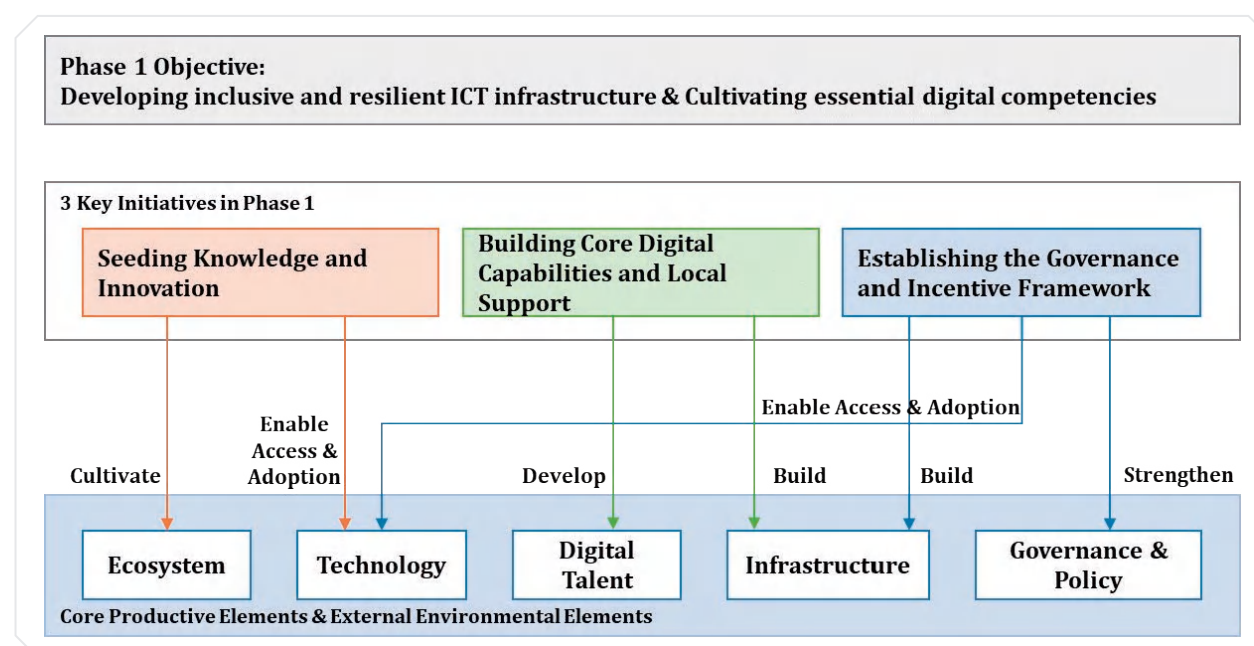 Phase 1 Objective:
Developing inclusive and resilient ICT infrastructure & Cultivating essential digital competencies
3 Key Initiatives in Phase 1
Seeding Knowledge and
Innovation
Building Core Digital
Capabilities and Local
Support
Establishing the Governance
and Incentive Framework
Enable Access & Adoption
Cultivate
Enable
Access &
Adoption
Develop
Build
Build
Strengthen
Ecosystem
Technology
Digital
Talent
Infrastructure
Governance &
Policy
Core Productive Elements & External Environmental Elements